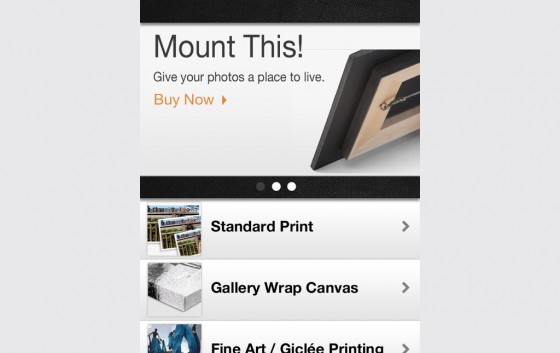 Mount This!
Give your photos a place to live.
Buy Now
Standard Print
Gallery Wrap Canvas
Fine Art / Giclée Printing